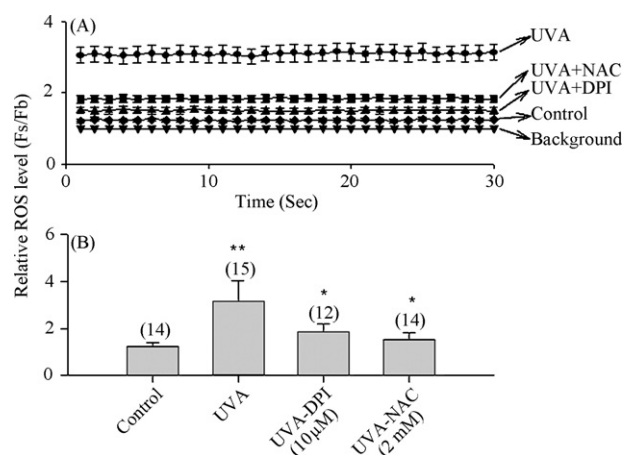 (A)
4
2
0
UVA
UVA+NAC
UVA+DPI
Control
Background
0
10
20
30
Time (Sec)
Relative ROS level (Fs/Fb)
(B)
6
4
2
0
(14)
**
(15)
*
(12)
*
(14)
Control
UVA
UVA-DPI
(10μM)
UVA-NAC
(2 mM)